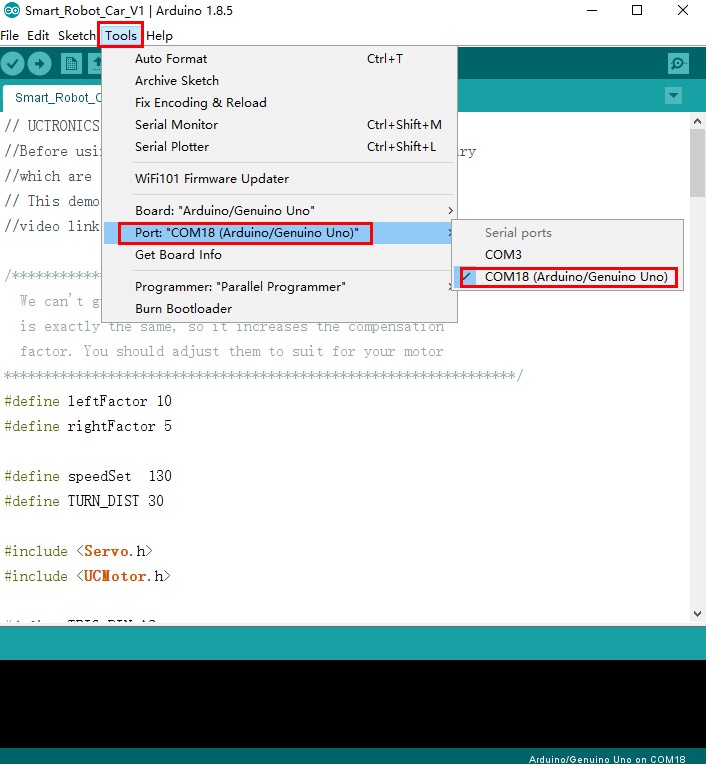 Smart_Robot_Car_V1 | Arduino 1.8.5
File Edit Sketch Tools Help
Auto Format Ctrl+T
Archive Sketch
Fix Encoding & Reload
Serial Monitor Ctrl+Shift+M
Serial Plotter Ctrl+Shift+L
WiFi101 Firmware Updater
Board: "Arduino/Genuino Uno"
Port: "COM18 (Arduino/Genuino Uno)"
Get Board Info
Programmer: "Parallel Programmer"
Burn Bootloader
Serial ports
COM3
COM18 (Arduino/Genuino Uno)
Smart_Robot_C
// UCTRONICS
//Before usin
//which are
// This demo
//video link
/************
We can't g
is exactly the same, so it increases the compensation
factor. You should adjust them to suit for your motor
****************************************************************/
#define leftFactor 10
#define rightFactor 5
#define speedSet 130
#define TURN_DIST 30
#include <Servo.h>
#include <UCMotor.h>
Arduino/Genuino Uno on COM18